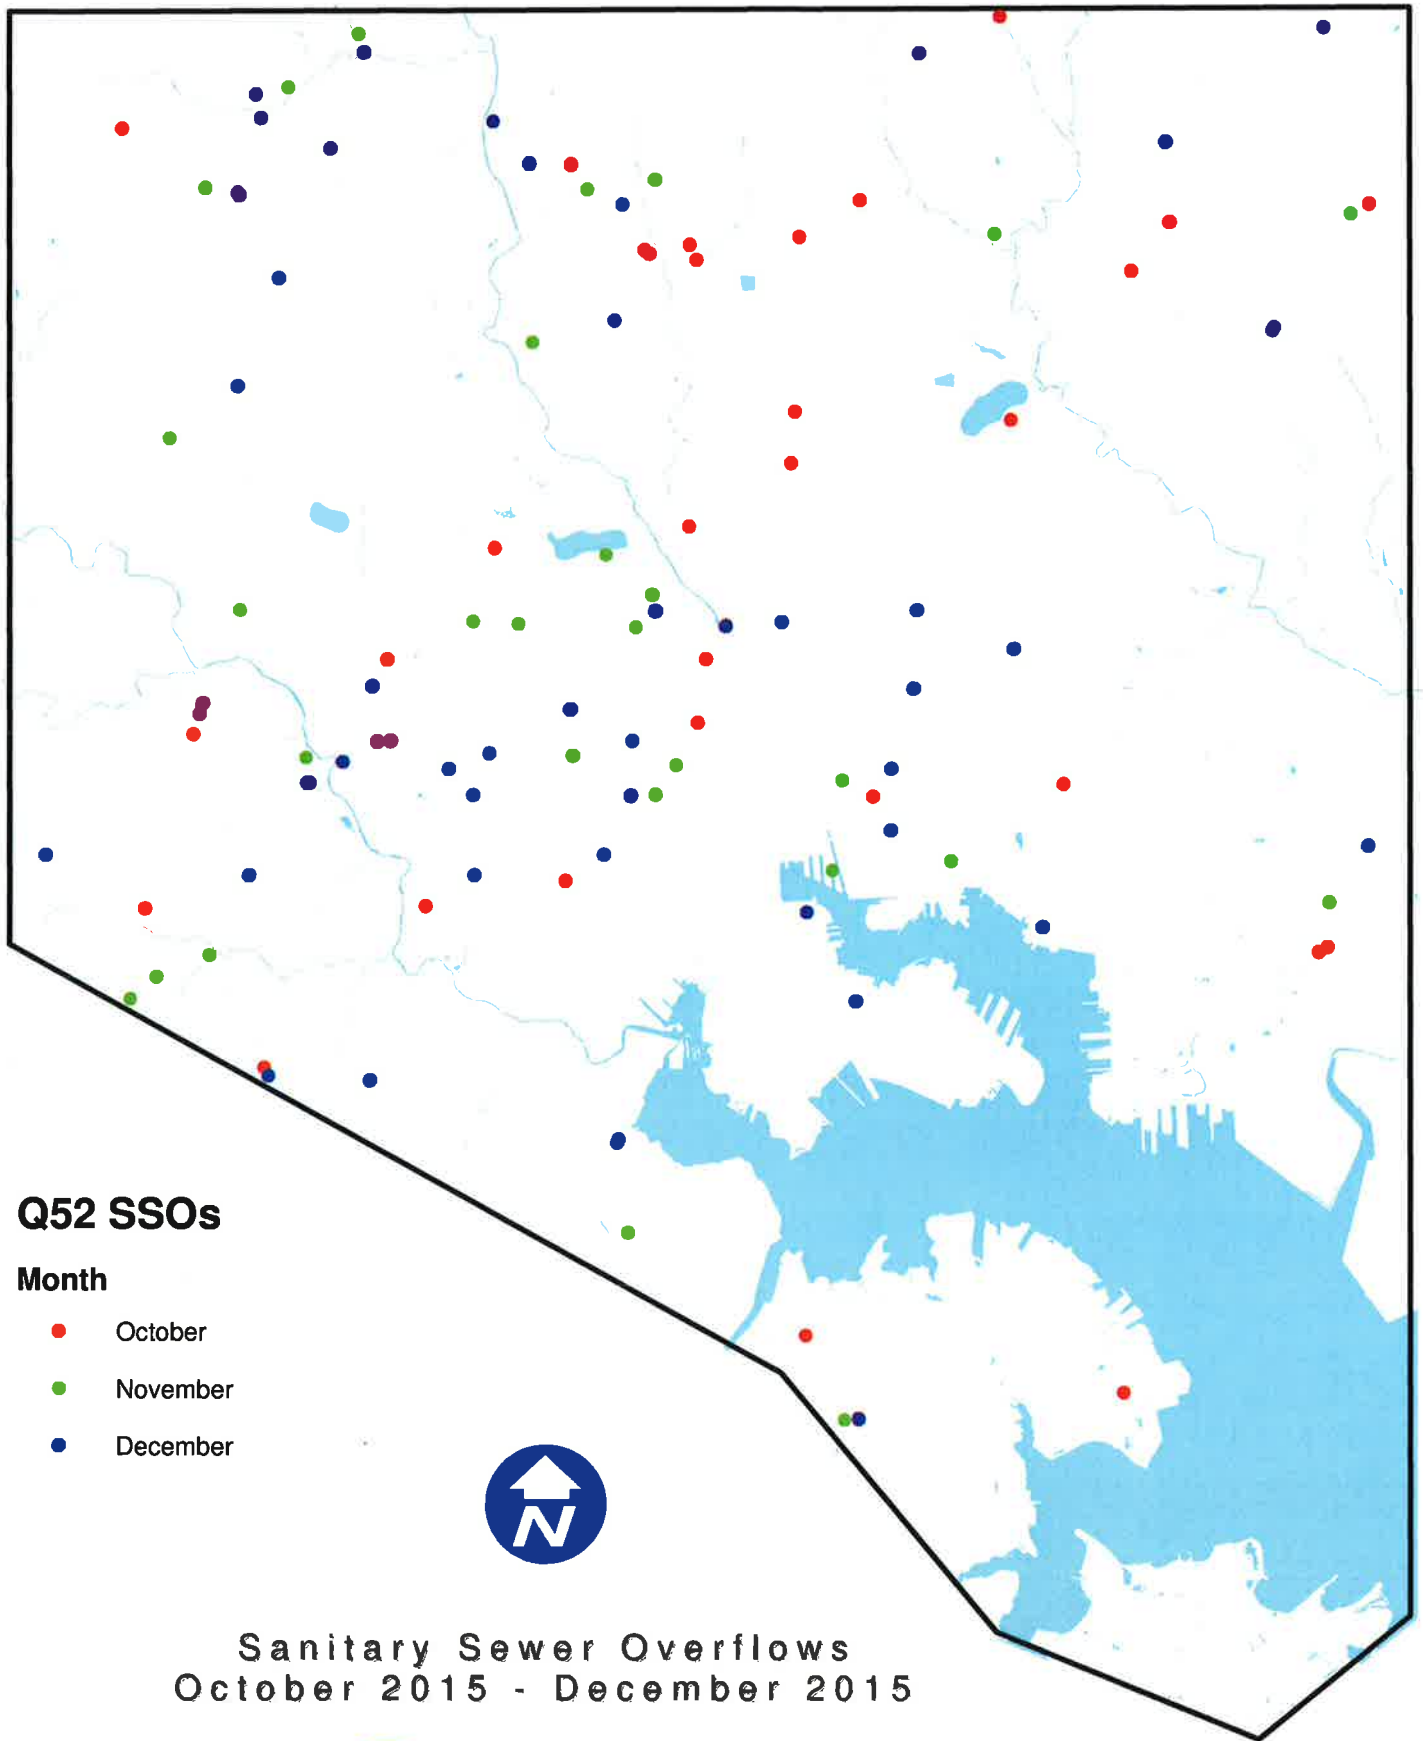 Q52 SSOs
Month
October
November
December
N
Sanitary Sewer Overflows
October 2015 - December 2015